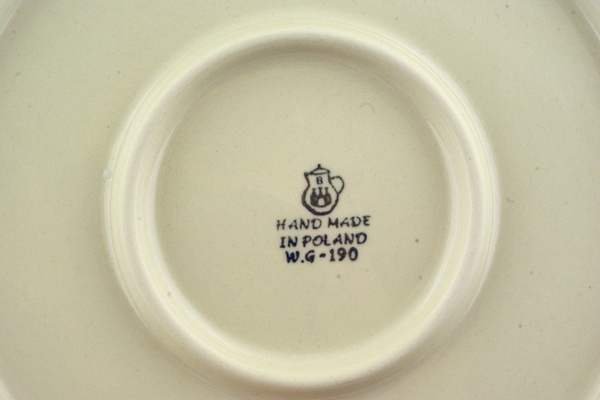 B
HAND MADE
IN POLAND
W.G-190